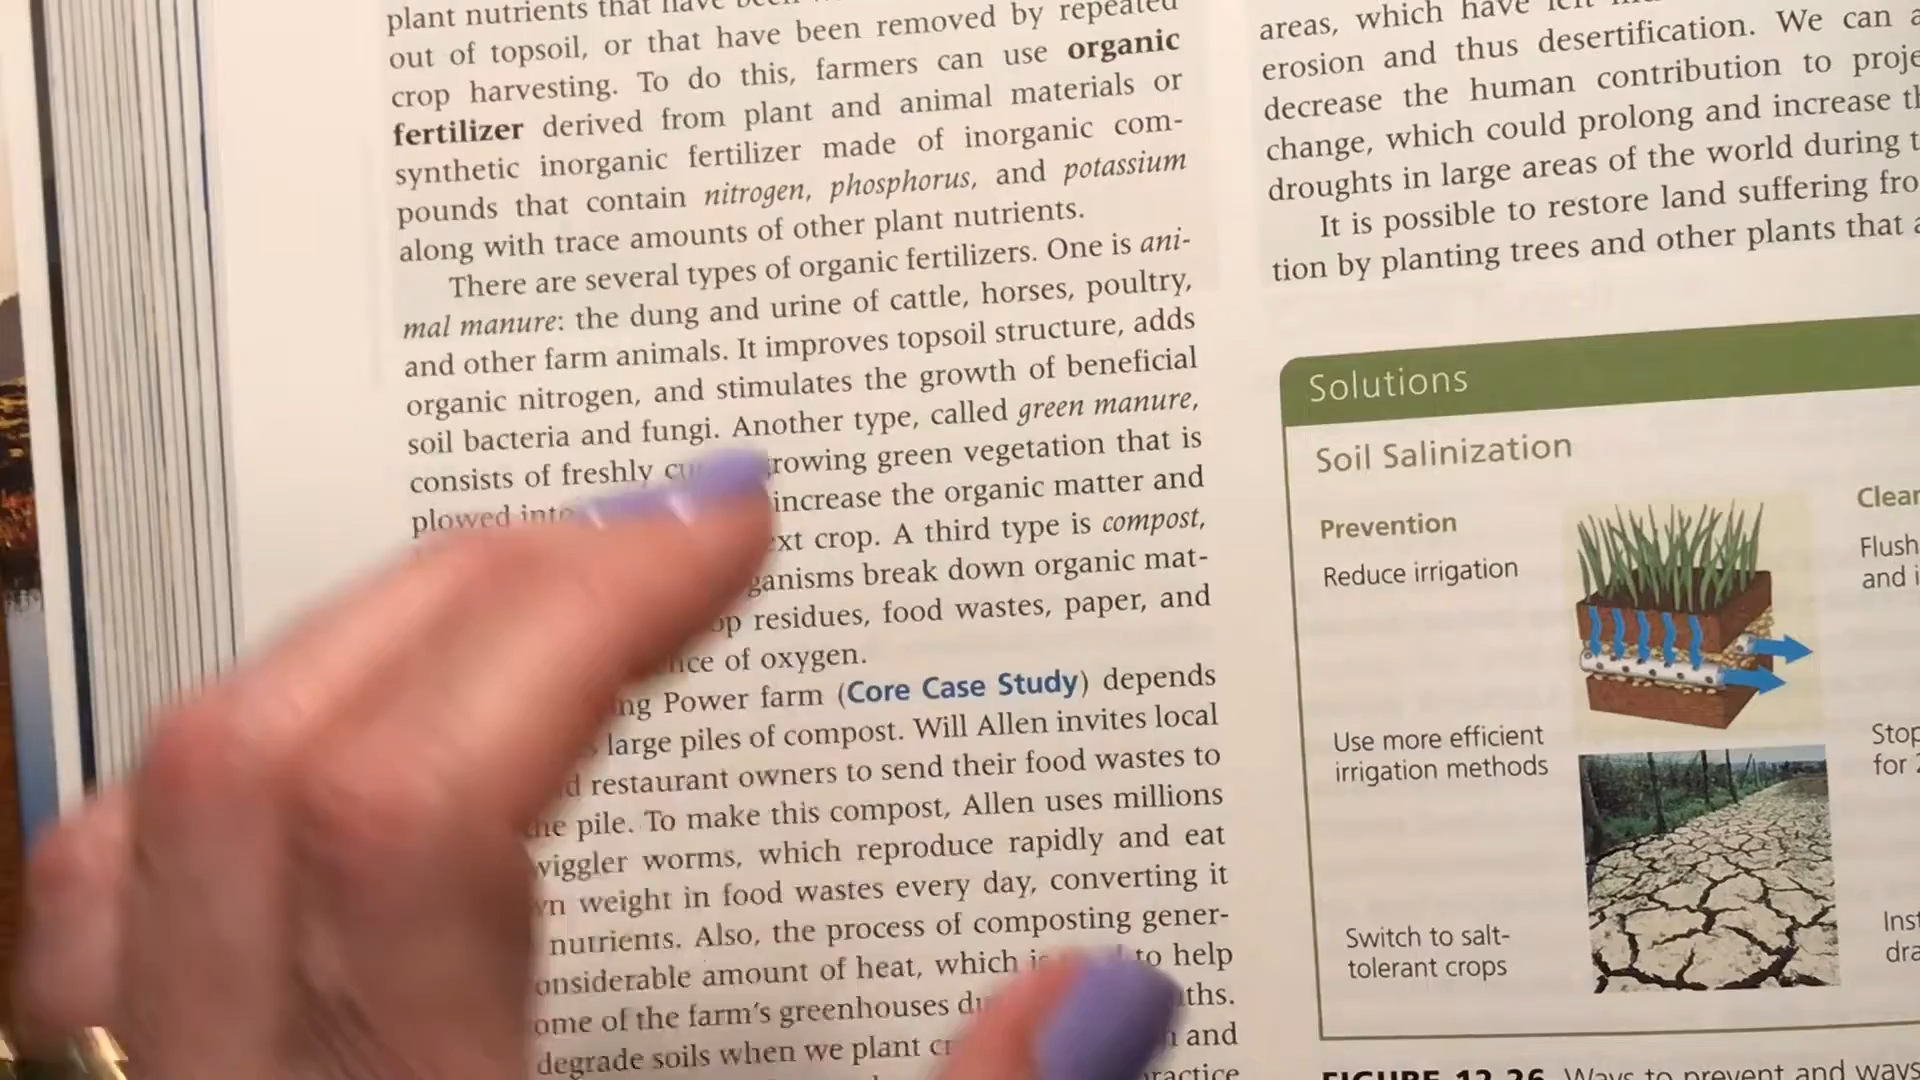 plant nutrients that have been
out of topsoil, or that have been removed by repeated
crop harvesting. To do this, farmers can use organic
fertilizer derived from plant and animal materials or
synthetic inorganic fertilizer made of inorganic com-
pounds that contain nitrogen, phosphorus, and potassium
along with trace amounts of other plant nutrients.
There are several types of organic fertilizers. One is ani-
mal manure: the dung and urine of cattle, horses, poultry,
and other farm animals. It improves topsoil structure, adds
organic nitrogen, and stimulates the growth of beneficial
soil bacteria and fungi. Another type, called green manure,
consists of freshly growing green vegetation that is
plowed into increase the organic matter and
crop. A third type is compost,
break down organic mat-
residues, food wastes, paper, and
of oxygen.
Power farm (Core Case Study) depends
large piles of compost. Will Allen invites local
restaurant owners to send their food wastes to
pile. To make this compost, Allen uses millions
worms, which reproduce rapidly and eat
weight in food wastes every day, converting it
nutrients. Also, the process of composting gener-
amount of heat, which to help
of the farm's greenhouses
degrade soils when we plant and
areas, which have
erosion and thus desertification. We can
decrease the human contribution to
change, which could prolong and increase
droughts in large areas of the world during
It is possible to restore land suffering
tion by planting trees and other plants that
Solutions
Soil Salinization
Prevention
Reduce irrigation
Use more efficient
irrigation methods
Switch to salt-
tolerant crops
Flush
and
Stop
for
FIGURE 12-26 Ways to prevent and ways